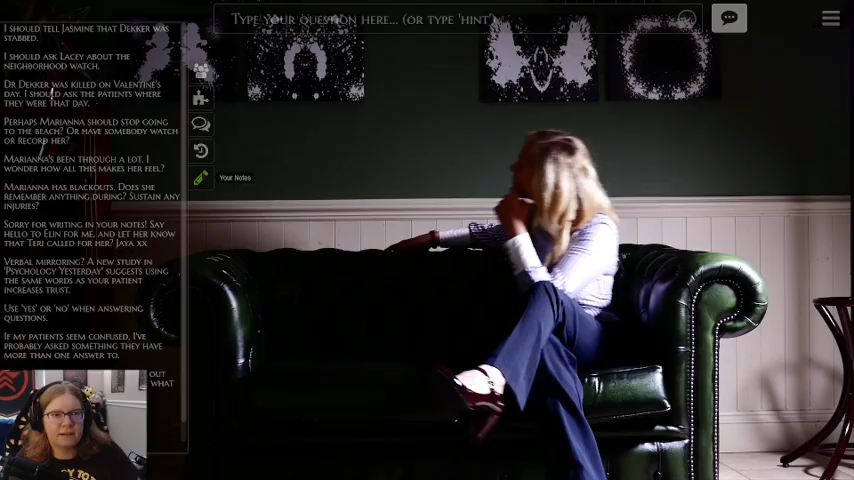 Type your question here... (or type 'hint')
I should tell Jasmine that Dekker was
stabbed.
I should ask Lacey about the
neighborhood watch.
Dr Dekker was killed on Valentine's
day. I should ask the patients where
they were that day.
Perhaps Marianna should stop going
to the beach? Or have somebody watch
or record her?
Marianna's been through a lot. I
wonder how all this makes her feel?
Marianna has blackouts. Does she
remember anything during? Sustain any
injuries?
Sorry for writing in your notes! Say
hello to Elin for me, and let her know
that Teri called for her? Jaya xx
Verbal mirroring? A new study in
'Psychology Yesterday' suggests using
the same words as your patient
increases trust.
Use 'yes' or 'no' when answering
questions.
If my patients seem confused, I've
probably asked something they have
more than one answer to.
out
what
Your Notes